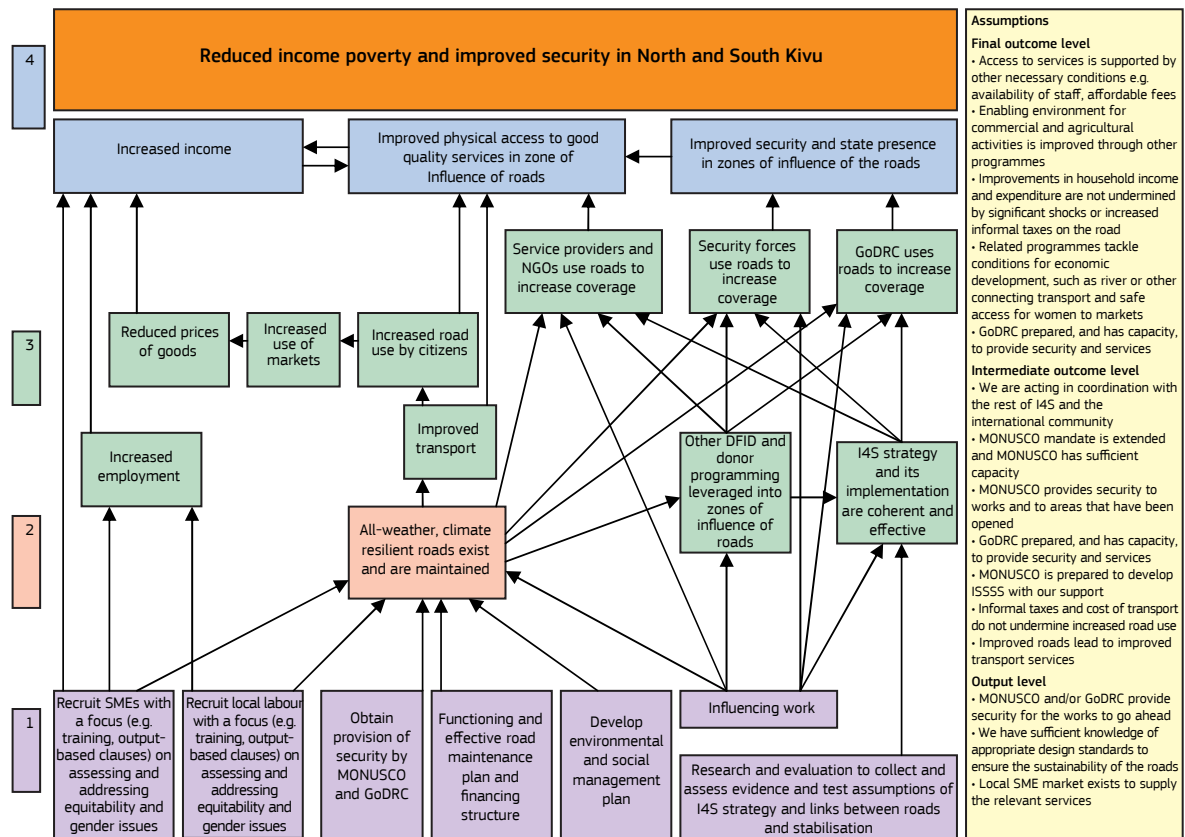 4
Reduced income poverty and improved security in North and South Kivu
Increased income
Improved physical access to good
quality services in zone of
Influence of roads
Improved security and state presence
in zones of influence of the roads
3
Service providers and
NGOs use roads to
increase coverage
Security forces
use roads to
increase
coverage
GoDRC uses
roads to increase
coverage
Reduced prices
of goods
Increased
use of
markets
Increased road
use by citizens
Improved
transport
Increased
employment
Other DFID and
donor
programming
leveraged into
zones of
influence of
roads
I4S strategy
and its
implementation
are coherent and
effective
2
All-weather, climate
resilient roads exist
and are maintained
1
Recruit SMEs with
a focus (e.g.
training, output-
based clauses) on
assessing and
addressing
equitability and
gender issues
Recruit local labour
with a focus (e.g.
training, output-
based clauses) on
assessing and
addressing
equitability and
gender issues
Obtain
provision of
security by
MONUSCO
and GoDRC
Functioning and
effective road
maintenance
plan and
financing
structure
Develop
environmental
and social
management
plan
Influencing work
Research and evaluation to collect and
assess evidence and test assumptions of
I4S strategy and links between roads
and stabilisation
Assumptions
Final outcome level
• Access to services is supported by
other necessary conditions e.g.
availability of staff, affordable fees
• Enabling environment for
commercial and agricultural
activities is improved through other
programmes
• Improvements in household income
and expenditure are not undermined
by significant shocks or increased
informal taxes on the road
• Related programmes tackle
conditions for economic
development, such as river or other
connecting transport and safe
access for women to markets
• GoDRC prepared, and has capacity,
to provide security and services
Intermediate outcome level
• We are acting in coordination with
the rest of I4S and the
international community
• MONUSCO mandate is extended
and MONUSCO has sufficient
capacity
• MONUSCO provides security to
works and to areas that have been
opened
• GoDRC prepared, and has capacity,
to provide security and services
• MONUSCO is prepared to develop
ISSSS with our support
• Informal taxes and cost of transport
do not undermine increased road use
• Improved roads lead to improved
transport services
Output level
• MONUSCO and/or GoDRC provide
security for the works to go ahead
• We have sufficient knowledge of
appropriate design standards to
ensure the sustainability of the roads
• Local SME market exists to supply
the relevant services